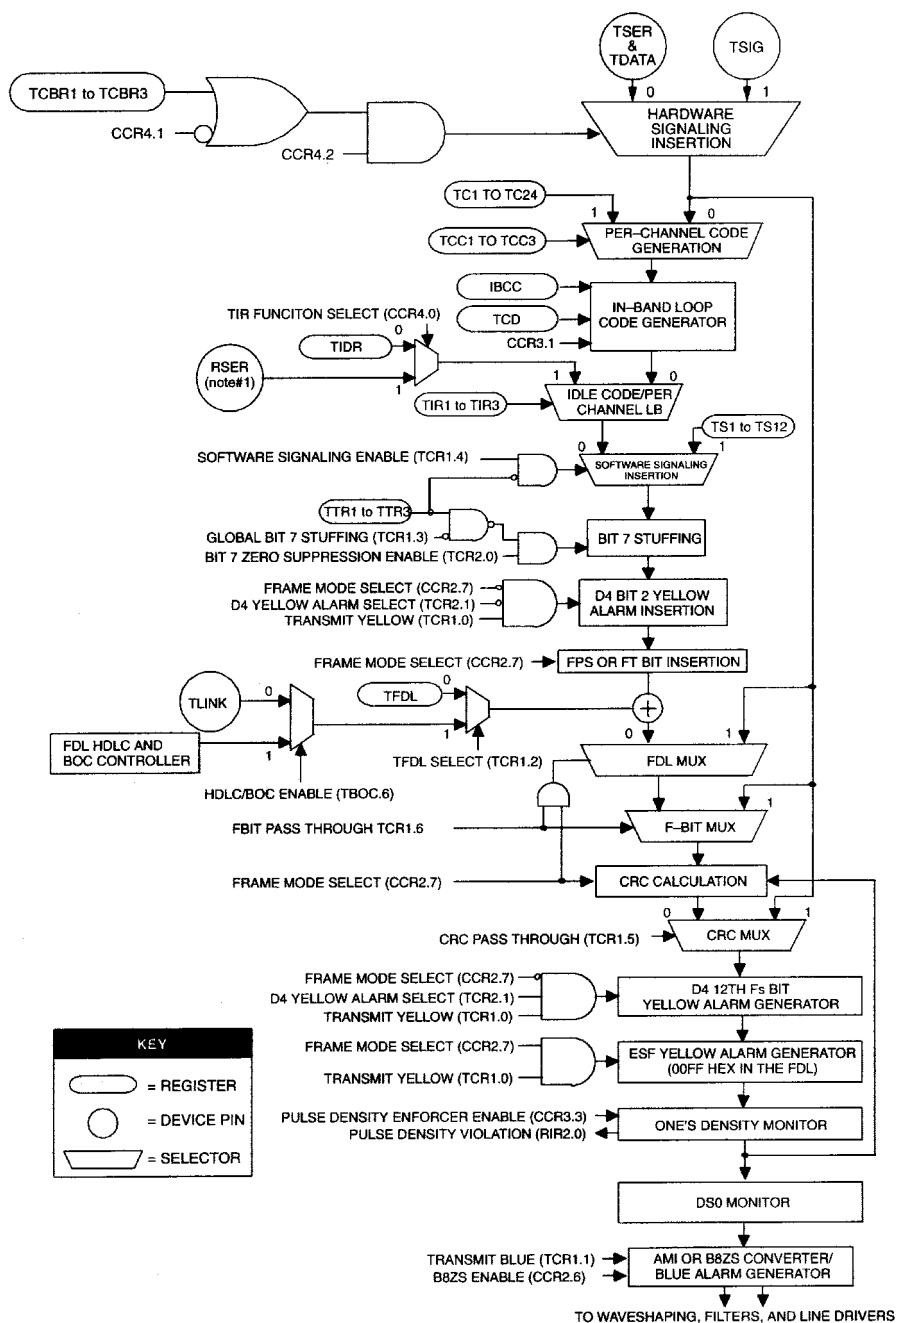 TSER
&
TDATA
TSIG
TCBR1 to TCBR3
0
1
CCR4.1
CCR4.2
HARDWARE
SIGNALING
INSERTION
TC1 TO TC24
1
0
TCC1 TO TCC3
PER–CHANNEL CODE
GENERATION
IBCC
TCD
CCR3.1
IN–BAND LOOP
CODE GENERATOR
TIR FUNCITON SELECT (CCR4.0)
0
TIDR
RSER
(note#1)
1
1
0
TIR1 to TIR3
IDLE CODE/PER
CHANNEL LB
TS1 to TS12
0
1
SOFTWARE SIGNALING ENABLE (TCR1.4)
SOFTWARE SIGNALING
INSERTION
TTR1 to TTR3
GLOBAL BIT 7 STUFFING (TCR1.3)
BIT 7 ZERO SUPPRESSION ENABLE (TCR2.0)
BIT 7 STUFFING
FRAME MODE SELECT (CCR2.7)
D4 YELLOW ALARM SELECT (TCR2.1)
TRANSMIT YELLOW (TCR1.0)
D4 BIT 2 YELLOW
ALARM INSERTION
FRAME MODE SELECT (CCR2.7)
FPS OR FT BIT INSERTION
TLINK
0
TFDL
0
FDL HDLC AND
BOC CONTROLLER
1
1
0
1
TFDL SELECT (TCR1.2)
FDL MUX
HDLC/BOC ENABLE (TBOC.6)
1
FBIT PASS THROUGH TCR1.6
F–BIT MUX
FRAME MODE SELECT (CCR2.7)
CRC CALCULATION
0
1
CRC PASS THROUGH (TCR1.5)
CRC MUX
FRAME MODE SELECT (CCR2.7)
D4 YELLOW ALARM SELECT (TCR2.1)
TRANSMIT YELLOW (TCR1.0)
D4 12TH Fs BIT
YELLOW ALARM GENERATOR
FRAME MODE SELECT (CCR2.7)
TRANSMIT YELLOW (TCR1.0)
ESF YELLOW ALARM GENERATOR
(00FF HEX IN THE FDL)
PULSE DENSITY ENFORCER ENABLE (CCR3.3)
PULSE DENSITY VIOLATION (RIR2.0)
ONE'S DENSITY MONITOR
KEY
= REGISTER
= DEVICE PIN
= SELECTOR
DS0 MONITOR
TRANSMIT BLUE (TCR1.1)
B8ZS ENABLE (CCR2.6)
AMI OR B8ZS CONVERTER/
BLUE ALARM GENERATOR
TO WAVESHAPING, FILTERS, AND LINE DRIVERS